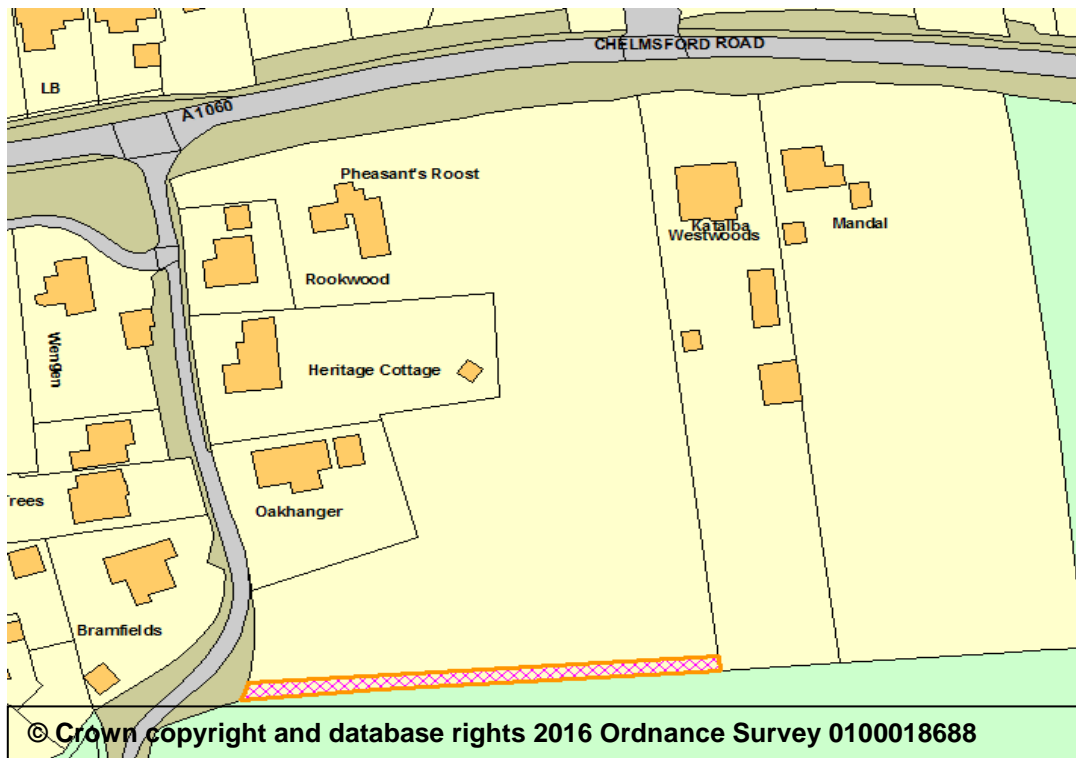 CHELMSFORD ROAD
LB
A1060
Pheasant's Roost
Katalba
Westwoods
Mandal
Rookwood
Wengen
Heritage Cottage
Trees
Oakhanger
Bramfields
© Crown copyright and database rights 2016 Ordnance Survey 0100018688